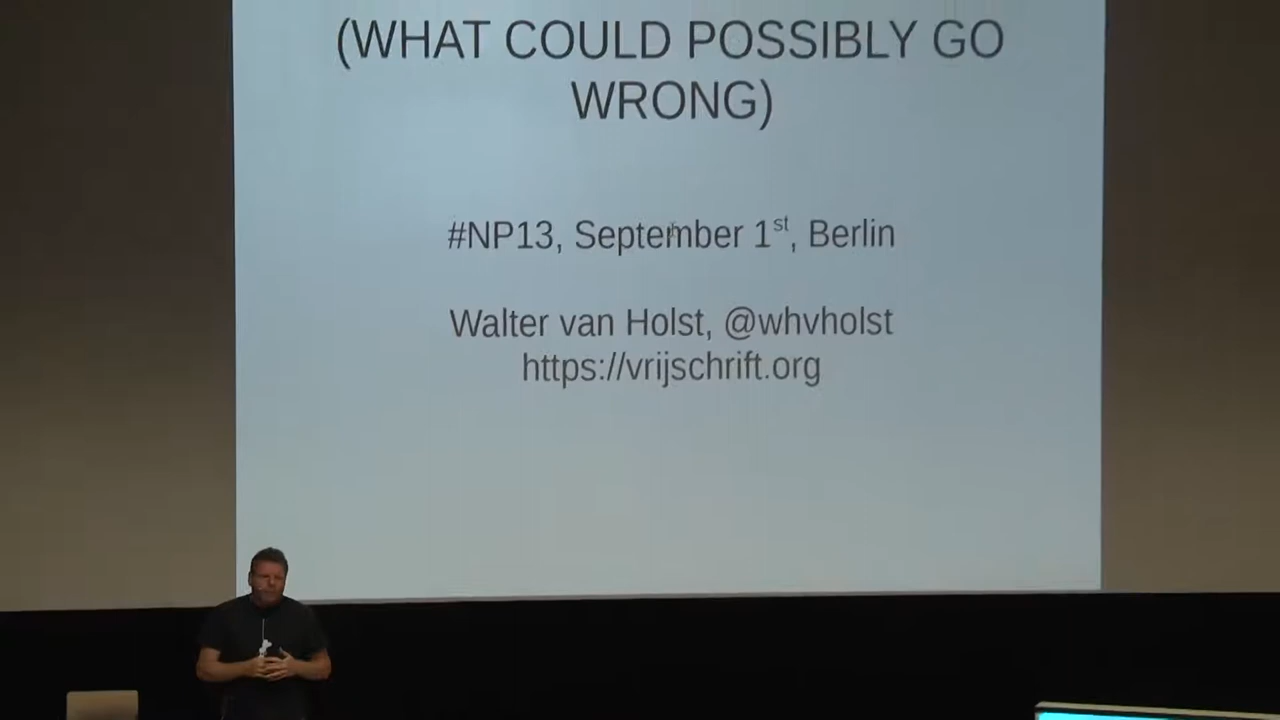 (WHAT COULD POSSIBLY GO
WRONG)
#NP13, September 1st, Berlin
Walter van Holst, @whvholst
https://vrijschrift.org